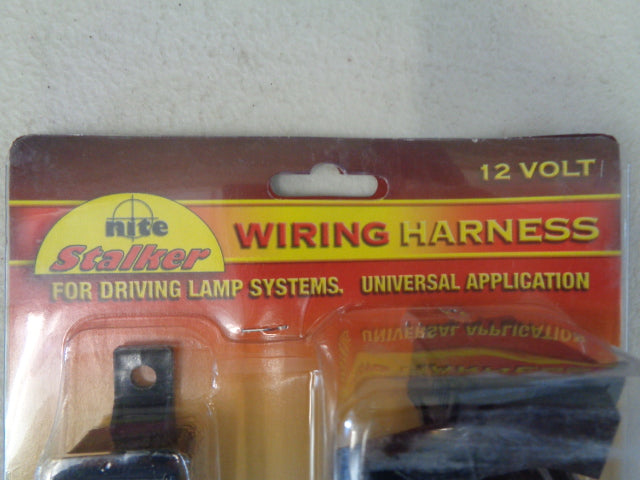 12 VOLT
nite
Stalker
WIRING HARNESS
FOR DRIVING LAMP SYSTEMS. UNIVERSAL APPLICATION
UNIVERSAL APPLICATION